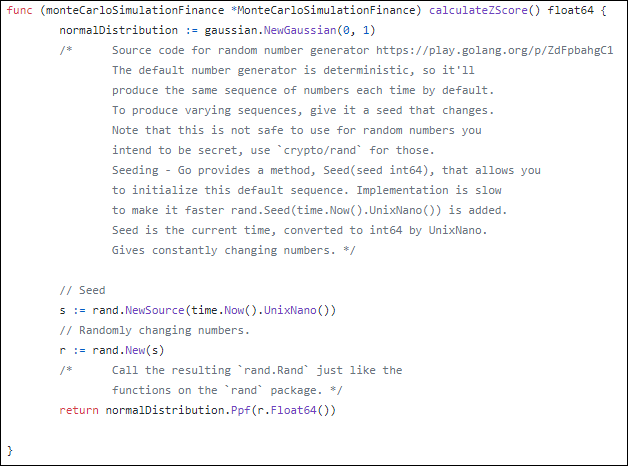 func (monteCarloSimulationFinance *MonteCarloSimulationFinance) calculateZScore() float64 {
normalDistribution := gaussian.NewGaussian(0, 1)
/* Source code for random number generator https://play.golang.org/p/ZdFpbahgC1
The default number generator is deterministic, so it'll
produce the same sequence of numbers each time by default.
To produce varying sequences, give it a seed that changes.
Note that this is not safe to use for random numbers you
intend to be secret, use `crypto/rand` for those.
Seeding - Go provides a method, Seed(seed int64), that allows you
to initialize this default sequence. Implementation is slow
to make it faster rand.Seed(time.Now().UnixNano()) is added.
Seed is the current time, converted to int64 by UnixNano.
Gives constantly changing numbers. */
// Seed
s := rand.NewSource(time.Now().UnixNano())
// Randomly changing numbers.
r := rand.New(s)
/* Call the resulting `rand.Rand` just like the
functions on the `rand` package. */
return normalDistribution.Ppf(r.Float64())
}